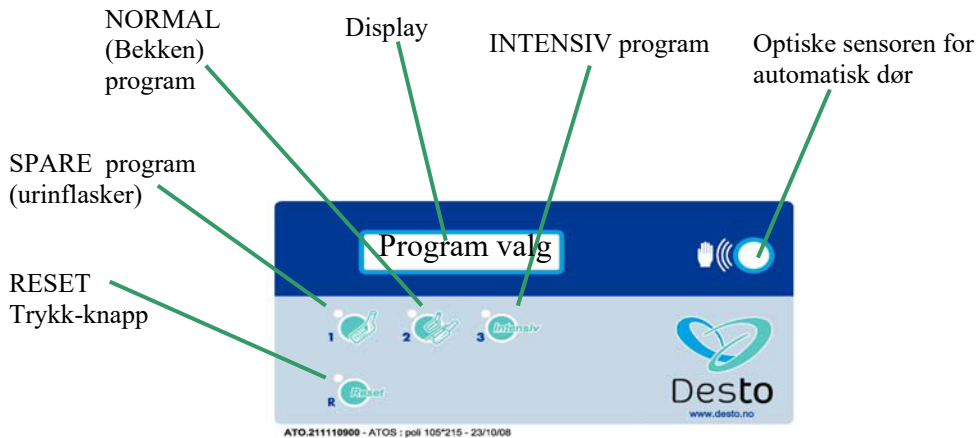 NORMAL
(Bekken)
program
Display
INTENSIV program
Optiske sensoren for
automatisk dør
SPARE program
(urinflasker)
RESET
Trykk-knapp
Program valg
1
2
3 Intensiv
R Reset
Desto
www.desto.no
ATO.211110900 - ATOS : poli 105*215 - 23/10/08